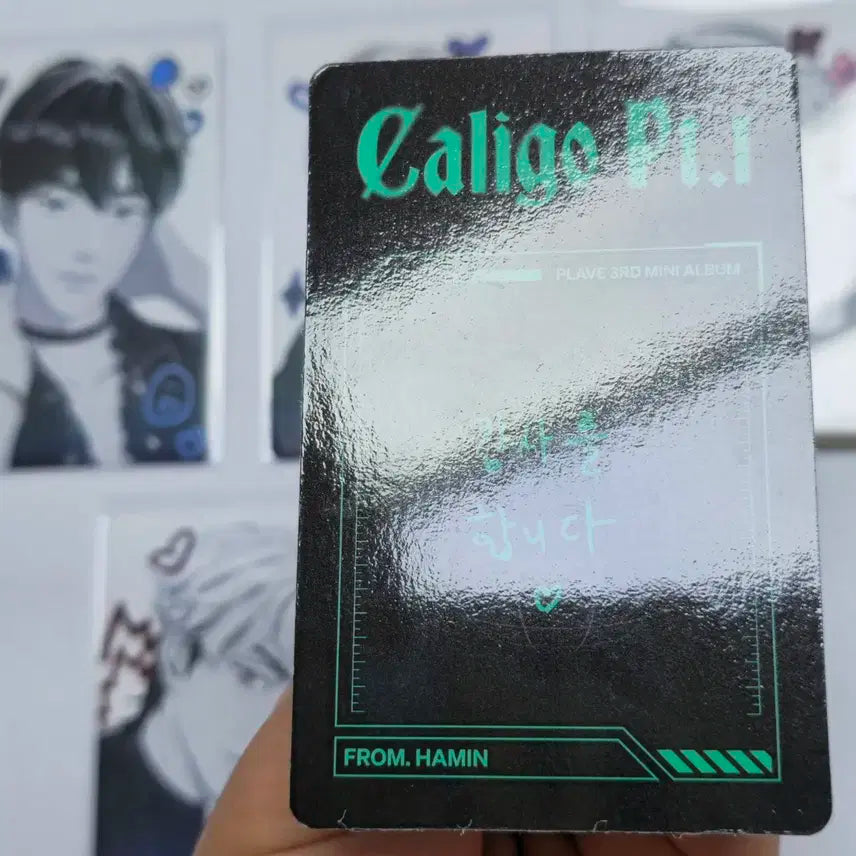 Caligo Pt.1
PLAVE 3RD MINI ALBUM
감사를
합니다
FROM. HAMIN